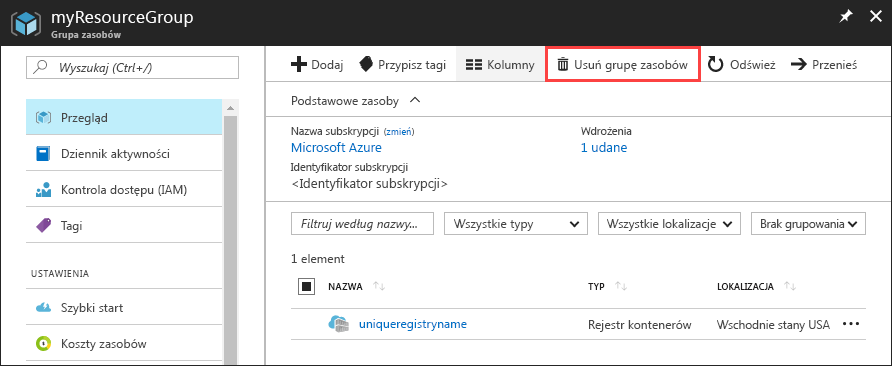 myResourceGroup
Grupa zasobów
Wyszukaj (Ctrl+/)
Przegląd
Dziennik aktywności
Kontrola dostępu (IAM)
Tagi
USTAWIENIA
Szybki start
Koszty zasobów
Dodaj Przypisz tagi Kolumny Usuń grupę zasobów Odśwież Przenieś
Podstawowe zasoby
Nazwa subskrypcji (zmień) Wdrożenia
Microsoft Azure 1 udane
Identyfikator subskrypcji
<Identyfikator subskrypcji>
Filtruj według nazwy... Wszystkie typy Wszystkie lokalizacje Brak grupowania
1 element
NAZWA TYP LOKALIZACJA
uniqueregistryname Rejestr kontenerów Wschodnie stany USA